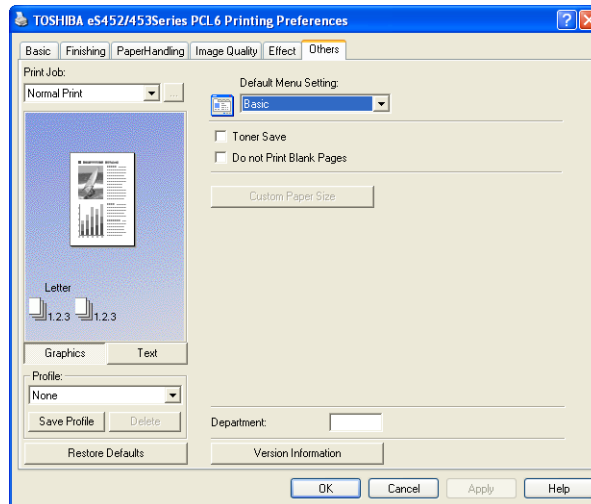 TOSHIBA eS452/453Series PCL6 Printing Preferences
Basic Finishing PaperHandling Image Quality Effect Others
Print Job:
Normal Print
...
Default Menu Setting:
Basic
Toner Save
Do not Print Blank Pages
Custom Paper Size
Letter
1.2.3 1.2.3
Graphics Text
Profile:
None
Save Profile Delete
Restore Defaults
Department:
Version Information
OK Cancel Apply Help